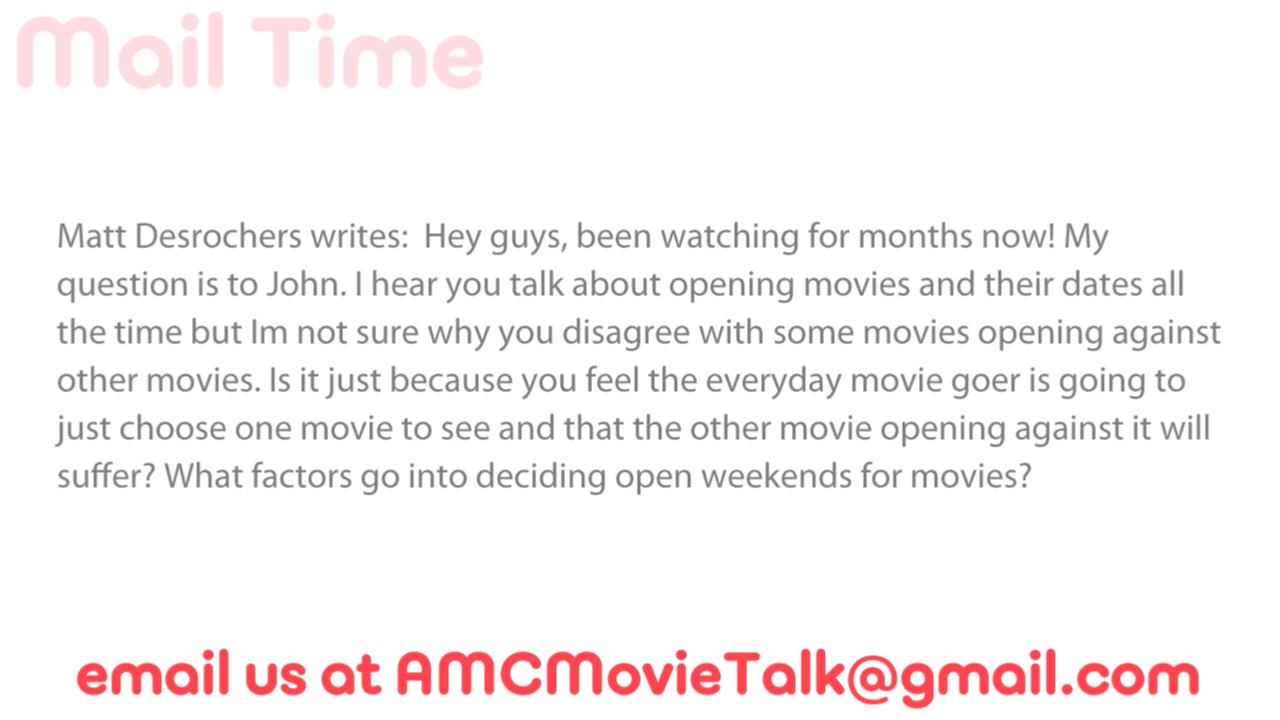 Mail Time
Matt Desrochers writes:  Hey guys, been watching for months now! My
question is to John. I hear you talk about opening movies and their dates all
the time but Im not sure why you disagree with some movies opening against
other movies. Is it just because you feel the everyday movie goer is going to
just choose one movie to see and that the other movie opening against it will
suffer? What factors go into deciding open weekends for movies?
email us at AMCMovieTalk@gmail.com